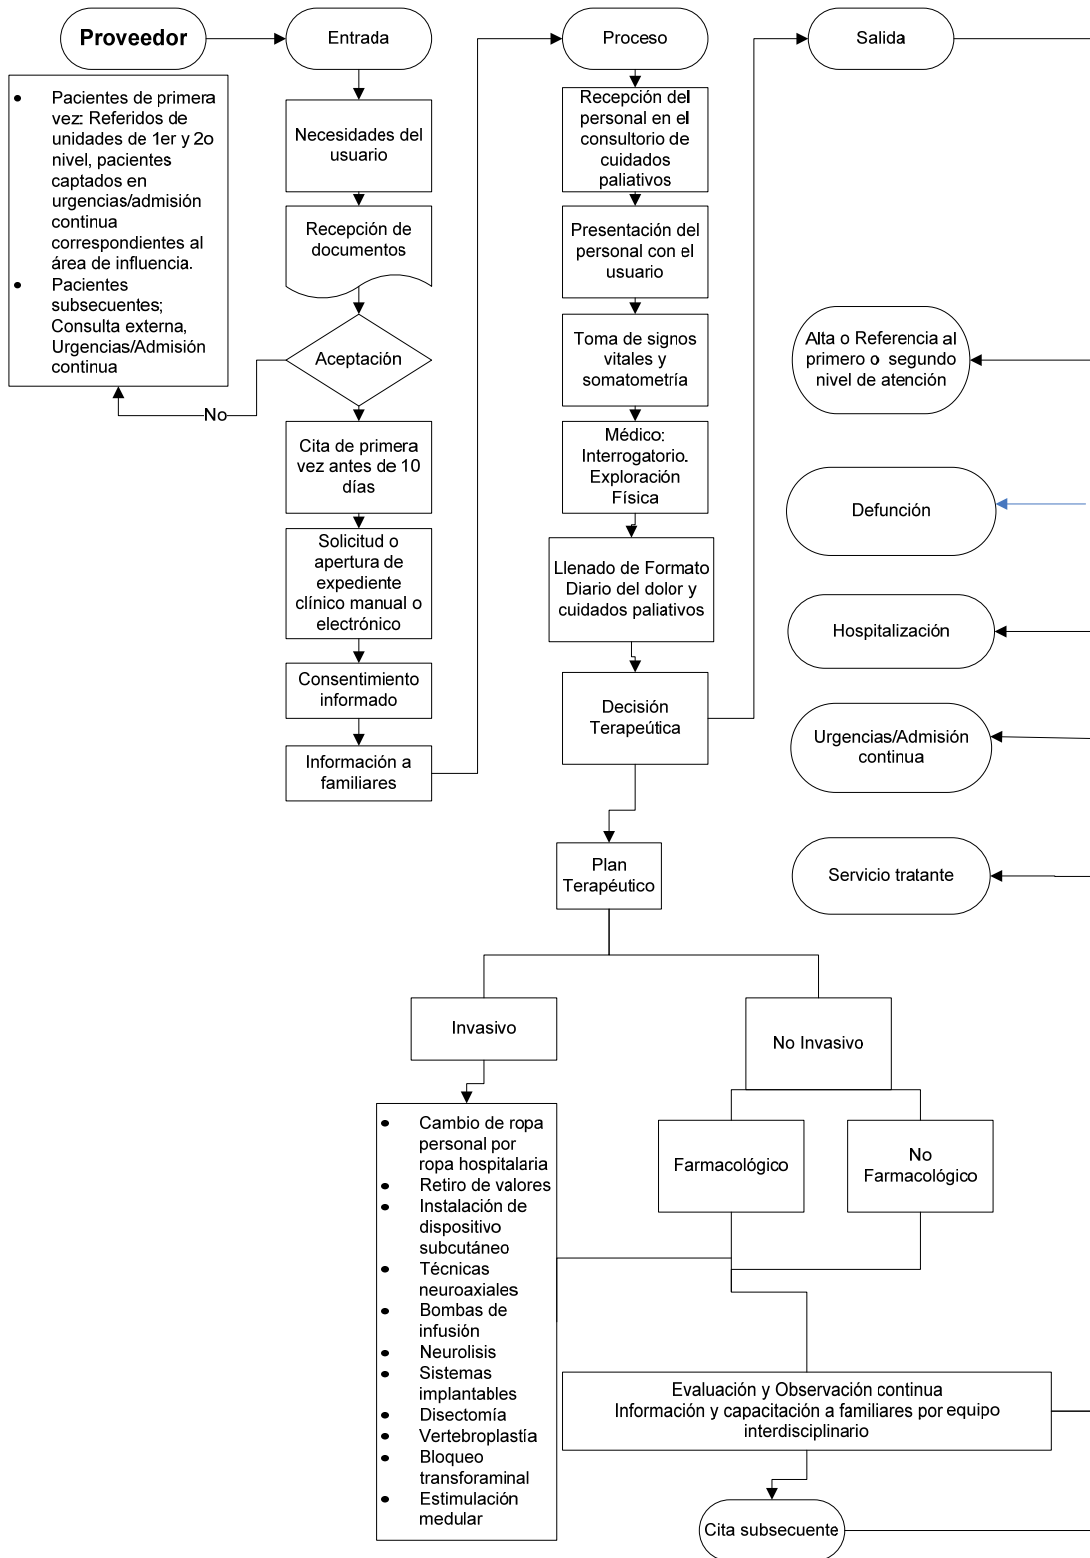 Proveedor
Entrada
Proceso
Salida
• Pacientes de primera
vez: Referidos de
unidades de 1er y 2o
nivel, pacientes
captados en
urgencias/admisión
continua
correspondientes al
área de influencia.
• Pacientes
subsecuentes;
Consulta externa,
Urgencias/Admisión
continua
No
Necesidades del
usuario
Recepción de
documentos
Aceptación
Cita de primera
vez antes de 10
días
Solicitud o
apertura de
expediente
clínico manual o
electrónico
Consentimiento
informado
Información a
familiares
Recepción del
personal en el
consultorio de
cuidados
paliativos
Presentación del
personal con el
usuario
Toma de signos
vitales y
somatometría
Médico:
Interrogatorio.
Exploración
Física
Llenado de Formato
Diario del dolor y
cuidados paliativos
Decisión
Terapeútica
Plan
Terapéutico
Alta o Referencia al
primero o segundo
nivel de atención
Defunción
Hospitalización
Urgencias/Admisión
continua
Servicio tratante
Invasivo
No Invasivo
• Cambio de ropa
personal por
ropa hospitalaria
• Retiro de valores
• Instalación de
dispositivo
subcutáneo
• Técnicas
neuroaxiales
• Bombas de
infusión
• Neurolisis
• Sistemas
implantables
• Disectomía
• Vertebroplastía
• Bloqueo
transforaminal
• Estimulación
medular
Farmacológico
No
Farmacológico
Evaluación y Observación continua
Información y capacitación a familiares por equipo
interdisciplinario
Cita subsecuente